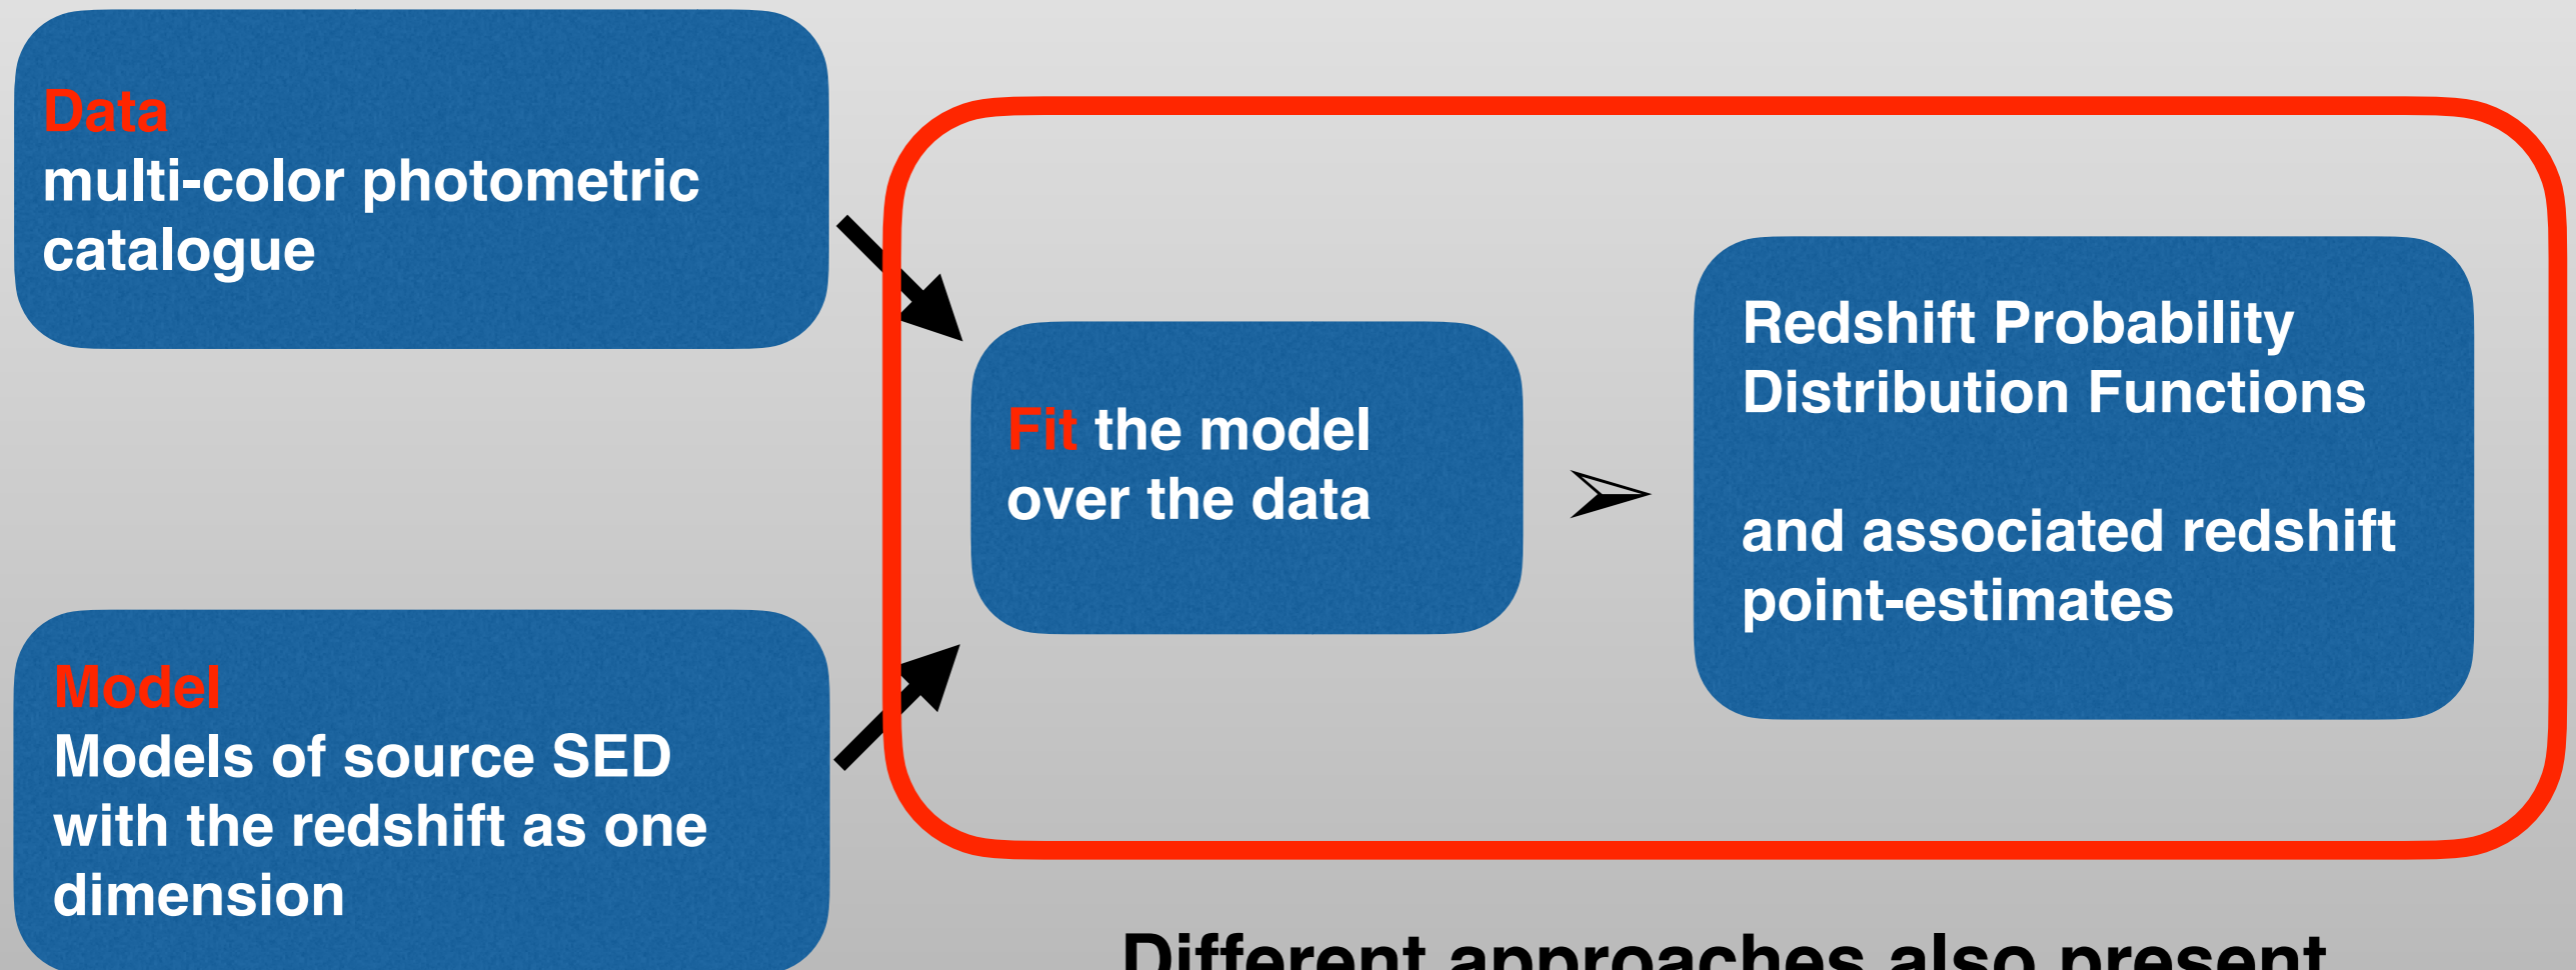 Data
multi-color photometric
catalogue
Fit the model
over the data
Redshift Probability
Distribution Functions
and associated redshift
point-estimates
Model
Models of source SED
with the redshift as one
dimension
Different approaches also present